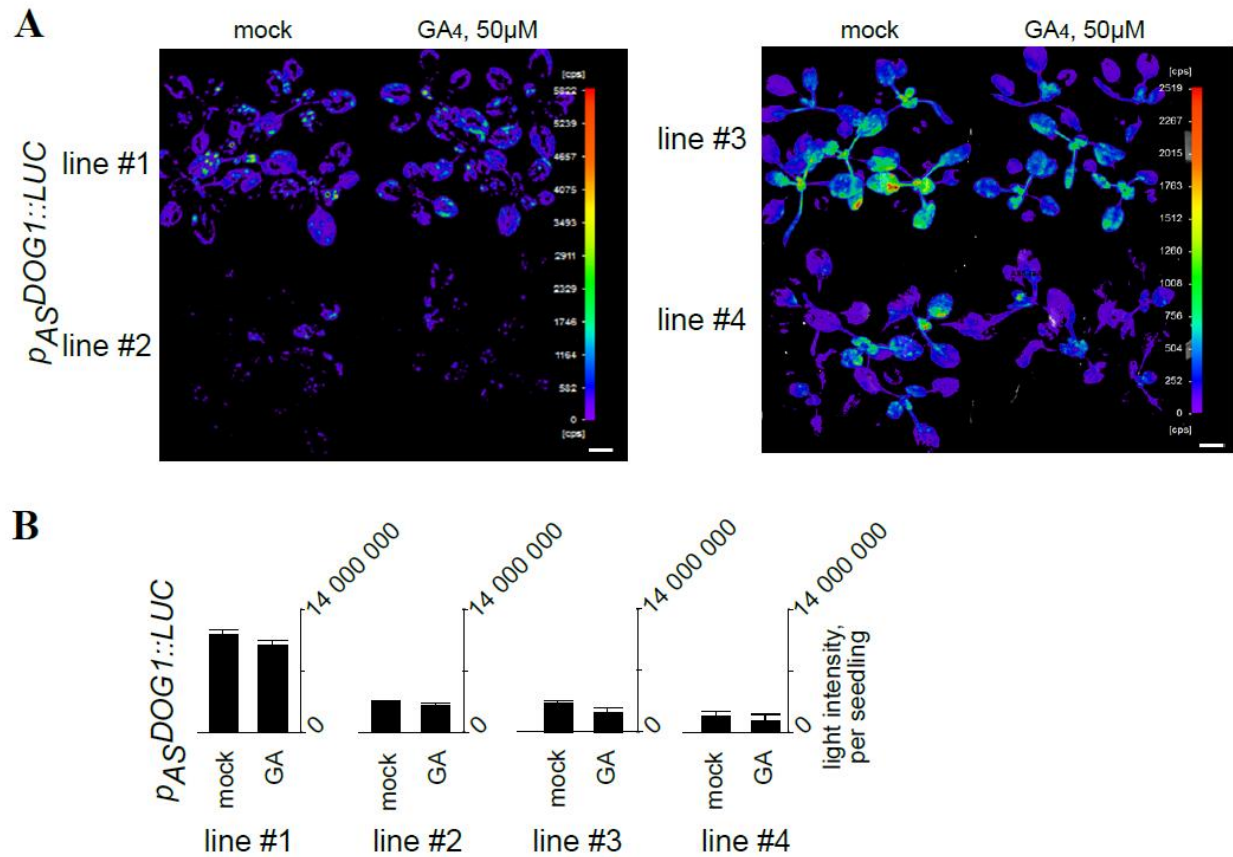 A
mock
GA4, 50µM
mock
GA4, 50µM
pASDOG1::LUC
line #1
line #2
[cps]
5822
5239
4657
4075
3493
2911
2329
1746
1164
582
0
[cps]
line #3
line #4
[cps]
2519
2267
2015
1763
1512
1260
1008
756
504
252
0
[cps]
B
pASDOG1::LUC
14 000 000
0
mock
GA
line #1
14 000 000
0
mock
GA
line #2
14 000 000
0
mock
GA
line #3
14 000 000
0
mock
GA
line #4
light intensity,
per seedling